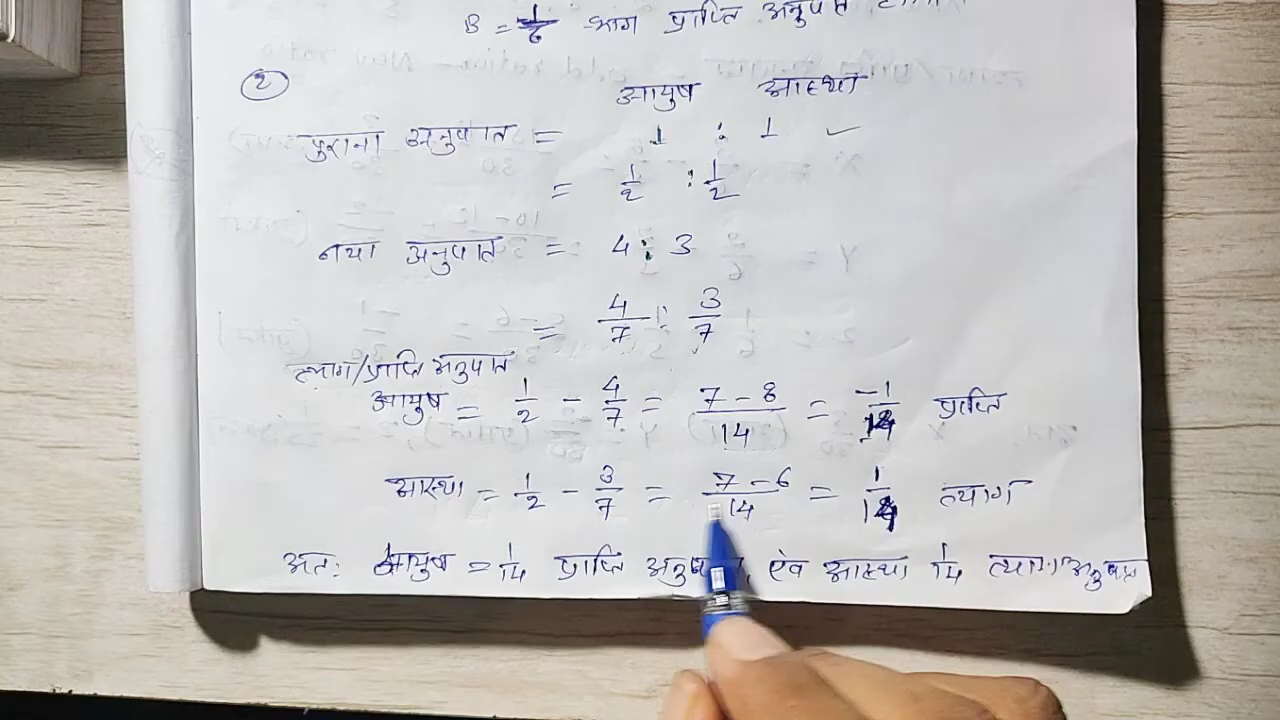 B = 1/6 भाग प्राप्ति अनुपात
②
आयुष आस्था
पुराना अनुपात = 1 : 1 ✓
= 1/2 : 1/2
नया अनुपात = 4 : 3
= 4/7 : 3/7
त्याग/प्राप्ति अनुपात
आयुष = 1/2 - 4/7 = 7-8/14 = -1/14 प्राप्ति
आस्था = 1/2 - 3/7 = 7-6/14 = 1/14 त्याग
अतः आयुष = 1/14 प्राप्ति अनुपात, एंव आस्था 1/14 त्याग अनुपात